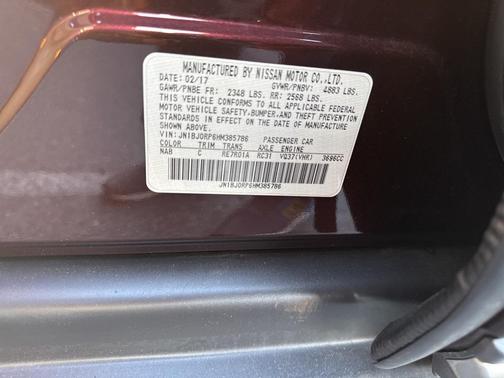 MANUFACTURED BY NISSAN MOTOR CO.,LTD.
DATE: 02/17 GVWR/PNBV: 4883 LBS.
GAWR/PNBE FR: 2348 LBS. RR: 2568 LBS.
THIS VEHICLE CONFORMS TO ALL APPLICABLE FEDERAL
MOTOR VEHICLE SAFETY,BUMPER,AND THEFT PREVENTION
STANDARDS IN EFFECT ON THE DATE OF MANUFACTURE
SHOWN ABOVE.
VIN:JN1BJ0RP6HM385786 PASSENGER CAR
COLOR TRIM TRANS AXLE ENGINE
NAB C RE7R01A RC31 VQ37(VHR) 3696CC
JN1BJ0RP6HM385786